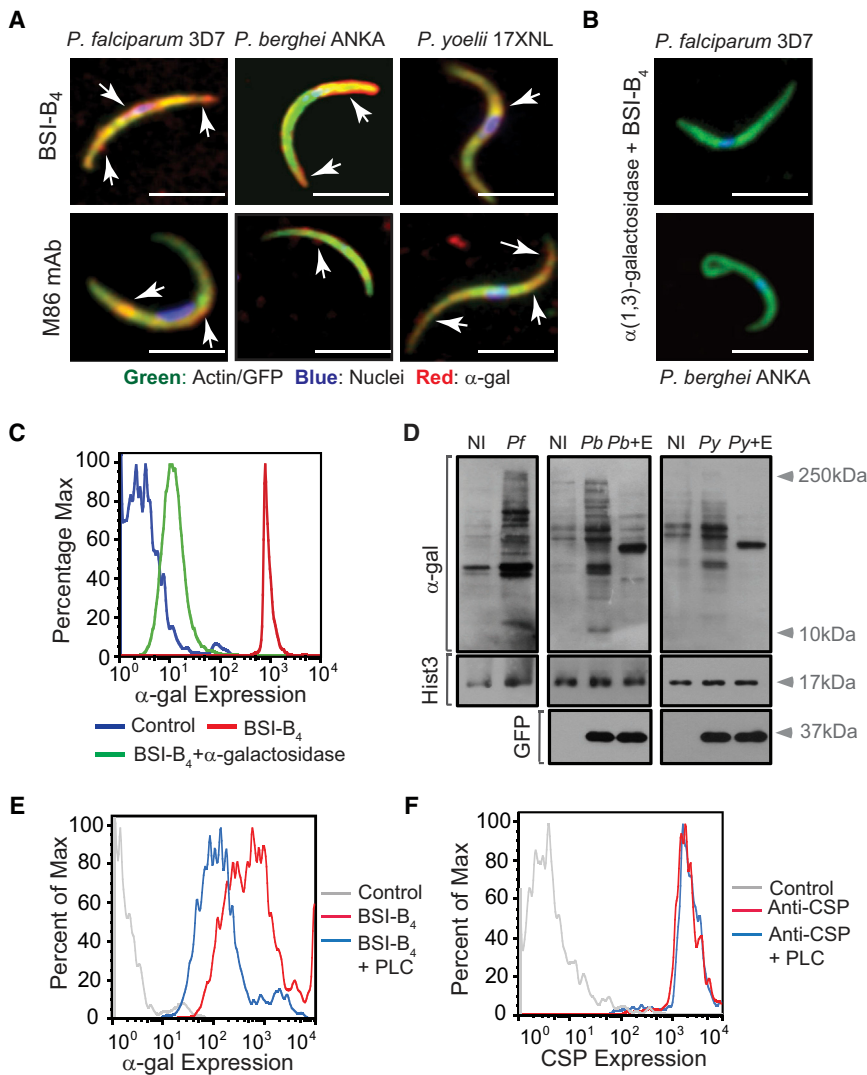 A
B
P. falciparum 3D7
P. berghei ANKA
P. yoelii 17XNL
P. falciparum 3D7
BSI-B4
M86 mAb
α(1,3)-galactosidase + BSI-B4
P. berghei ANKA
Green: Actin/GFP Blue: Nuclei Red: α-gal
C
Percentage Max
100
80
60
40
20
0
10^0 10^1 10^2 10^3 10^4
α-gal Expression
Control
BSI-B4
BSI-B4+α-galactosidase
D
NI Pf
NI Pb Pb+E
NI Py Py+E
α-gal
250kDa
10kDa
Hist3
17kDa
GFP
37kDa
E
Percent of Max
100
80
60
40
20
0
10^0 10^1 10^2 10^3 10^4
α-gal Expression
Control
BSI-B4
BSI-B4
+ PLC
F
Percent of Max
100
80
60
40
20
0
10^0 10^1 10^2 10^3 10^4
CSP Expression
Control
Anti-CSP
Anti-CSP
+ PLC